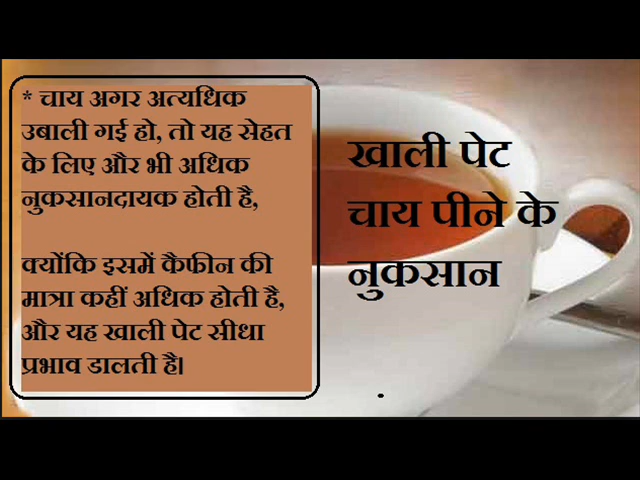 * चाय अगर अत्यधिक
उबाली गई हो, तो यह सेहत
के लिए और भी अधिक
नुकसानदायक होती है,
क्योंकि इसमें कैफीन की
मात्रा कहीं अधिक होती है,
और यह खाली पेट सीधा
प्रभाव डालती है।
खाली पेट
चाय पीने के
नुकसान